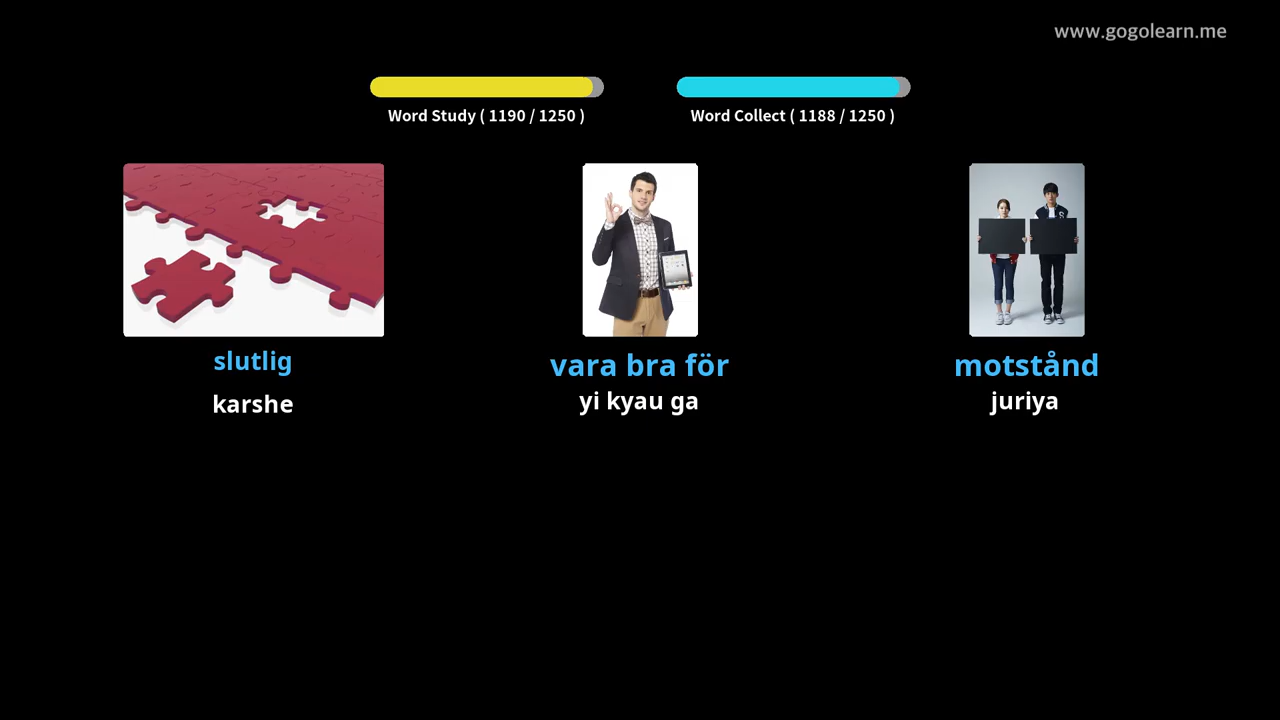 www.gogolearn.me
Word Study ( 1190 / 1250 )
Word Collect ( 1188 / 1250 )
slutlig
karshe
vara bra för
yi kyau ga
motstånd
juriya